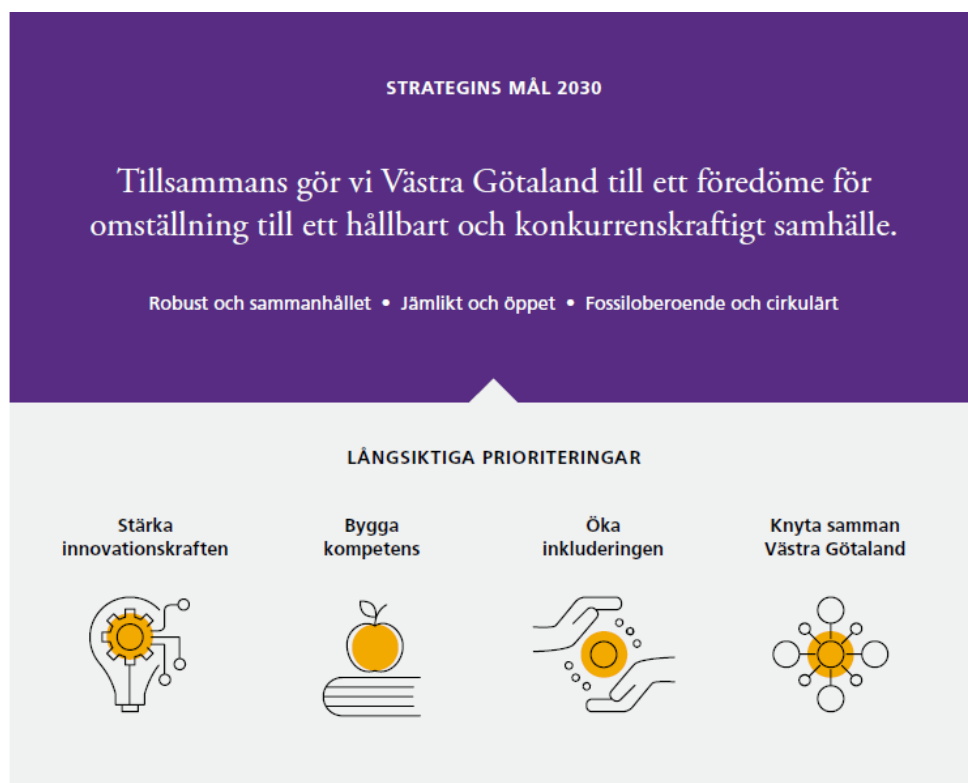 STRATEGINS MÅL 2030
Tillsammans gör vi Västra Götaland till ett föredöme för
omställning till ett hållbart och konkurrenskraftigt samhälle.
Robust och sammanhållet • Jämlikt och öppet • Fossiloberoende och cirkulärt
LÅNGSIKTIGA PRIORITERINGAR
Stärka
innovationskraften
Bygga
kompetens
Öka
inkluderingen
Knyta samman
Västra Götaland